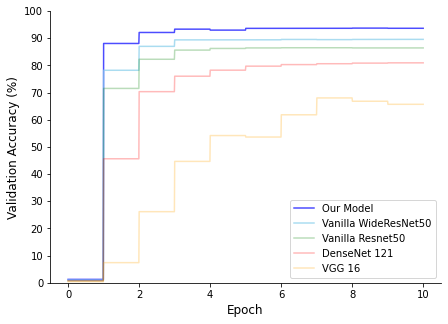 100
90
80
70
60
50
40
30
20
10
0
Validation Accuracy (%)
0 2 4 6 8 10
Epoch
Our Model
Vanilla WideResNet50
Vanilla Resnet50
DenseNet 121
VGG 16